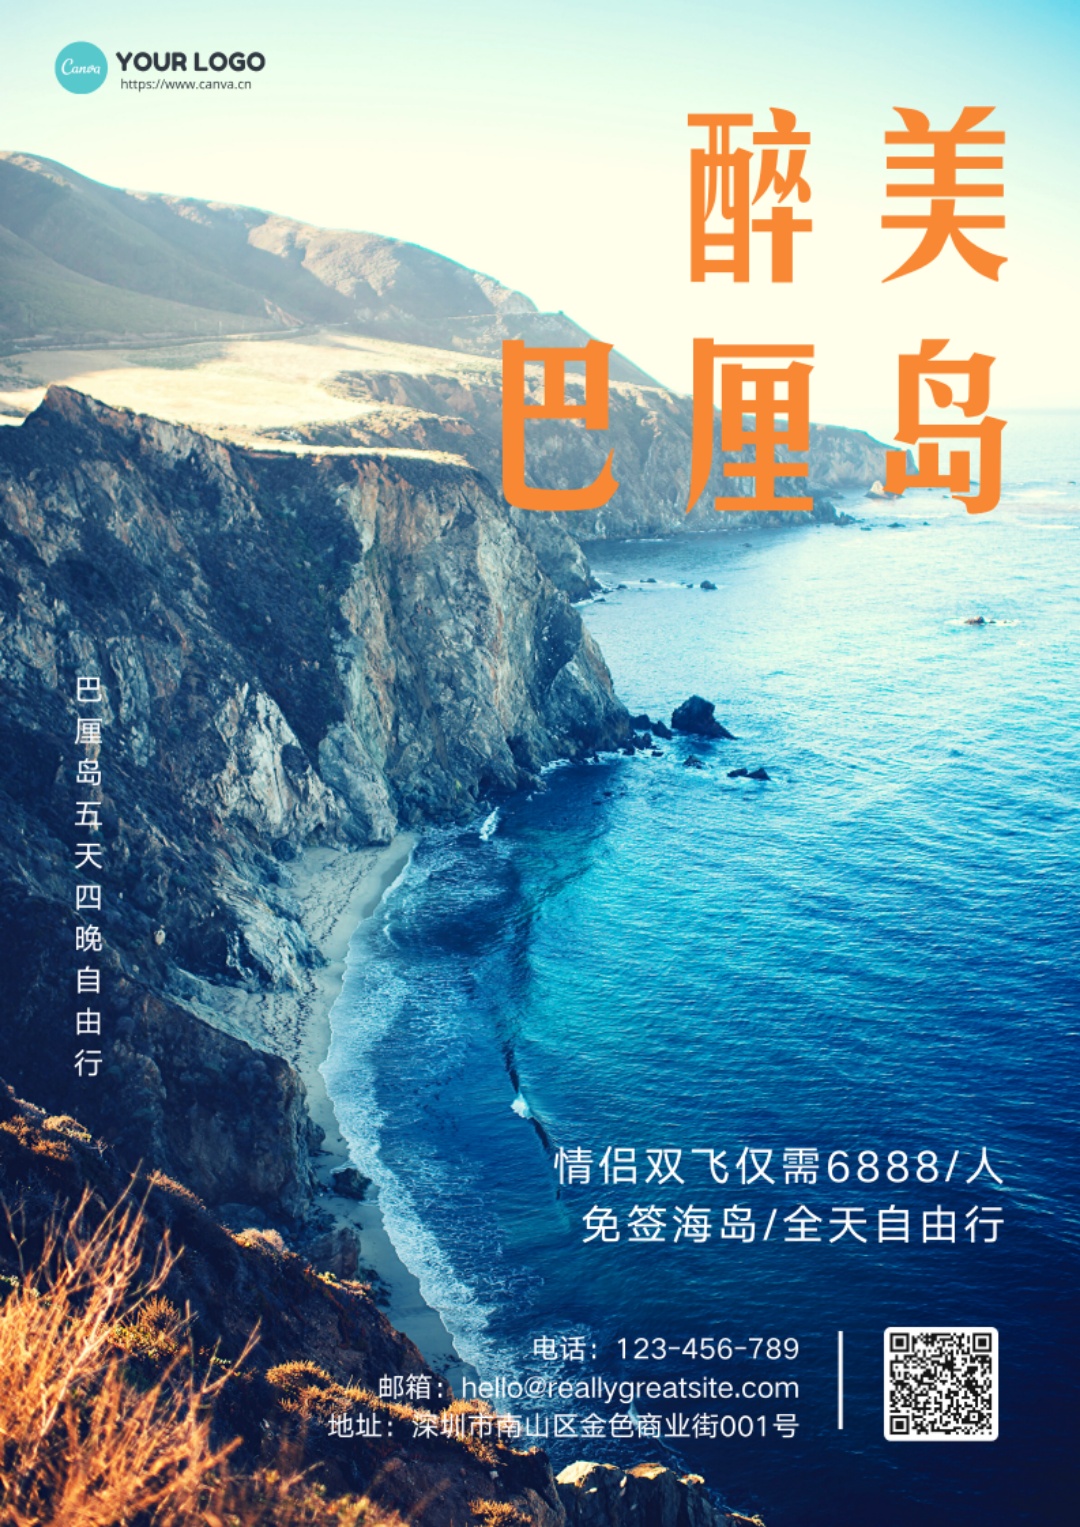 Canva
YOUR LOGO
https://www.canva.cn
醉美
巴厘岛
巴厘岛五天四晚自由行
情侣双飞仅需6888/人
免签海岛/全天自由行
电话：123-456-789
邮箱：hello@reallygreatsite.com
地址：深圳市南山区金色商业街001号